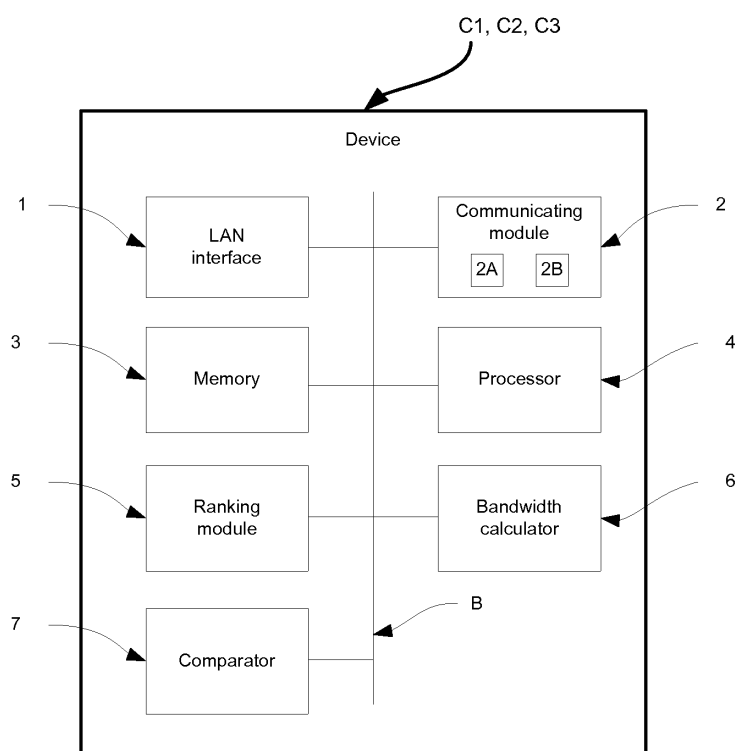 C1, C2, C3
Device
1
LAN
interface
Communicating
module
2A
2B
2
3
Memory
Processor
4
5
Ranking
module
Bandwidth
calculator
6
7
Comparator
B